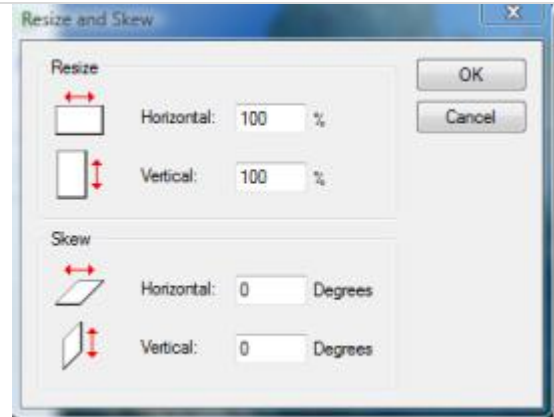 Resize and Skew
Resize
OK
Horizontal: 100 %
Cancel
Vertical: 100 %
Skew
Horizontal: 0 Degrees
Vertical: 0 Degrees